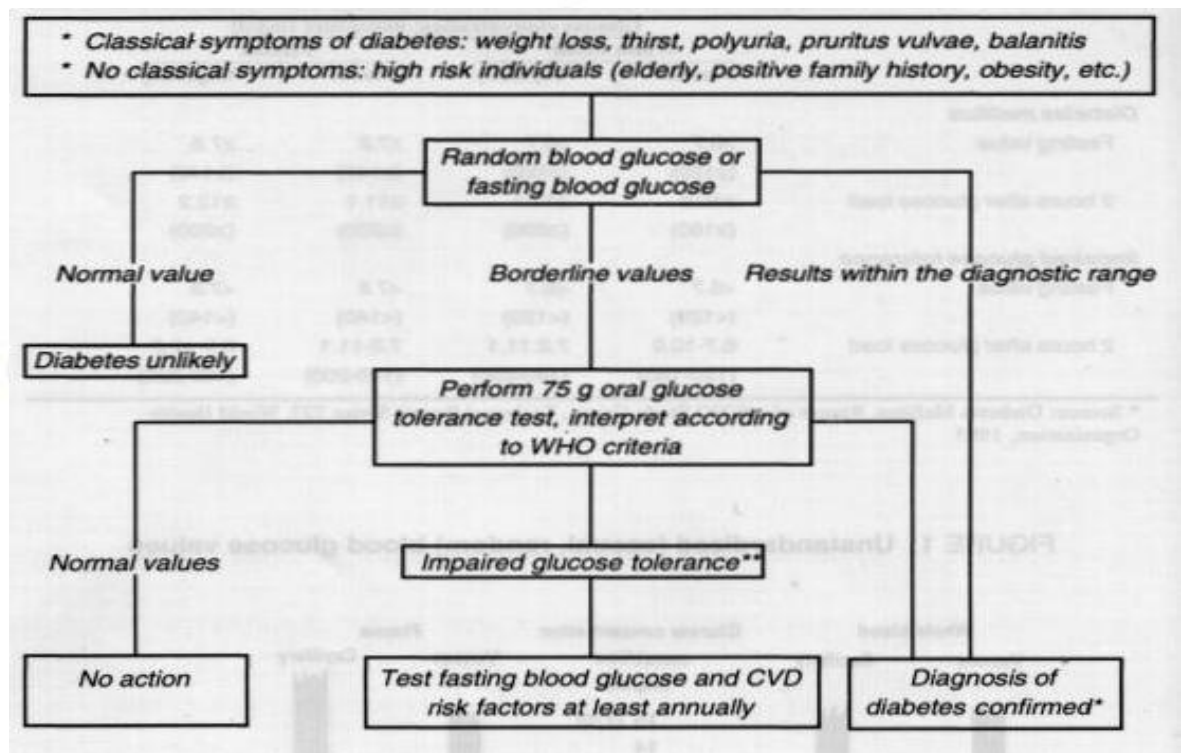 * Classical symptoms of diabetes: weight loss, thirst, polyuria, pruritus vulvae, balanitis
* No classical symptoms: high risk individuals (elderly, positive family history, obesity, etc.)
Random blood glucose or
fasting blood glucose
Normal value
Borderline values
Results within the diagnostic range
Diabetes unlikely
Perform 75 g oral glucose
tolerance test, interpret according
to WHO criteria
Normal values
Impaired glucose tolerance**
No action
Test fasting blood glucose and CVD
risk factors at least annually
Diagnosis of
diabetes confirmed*